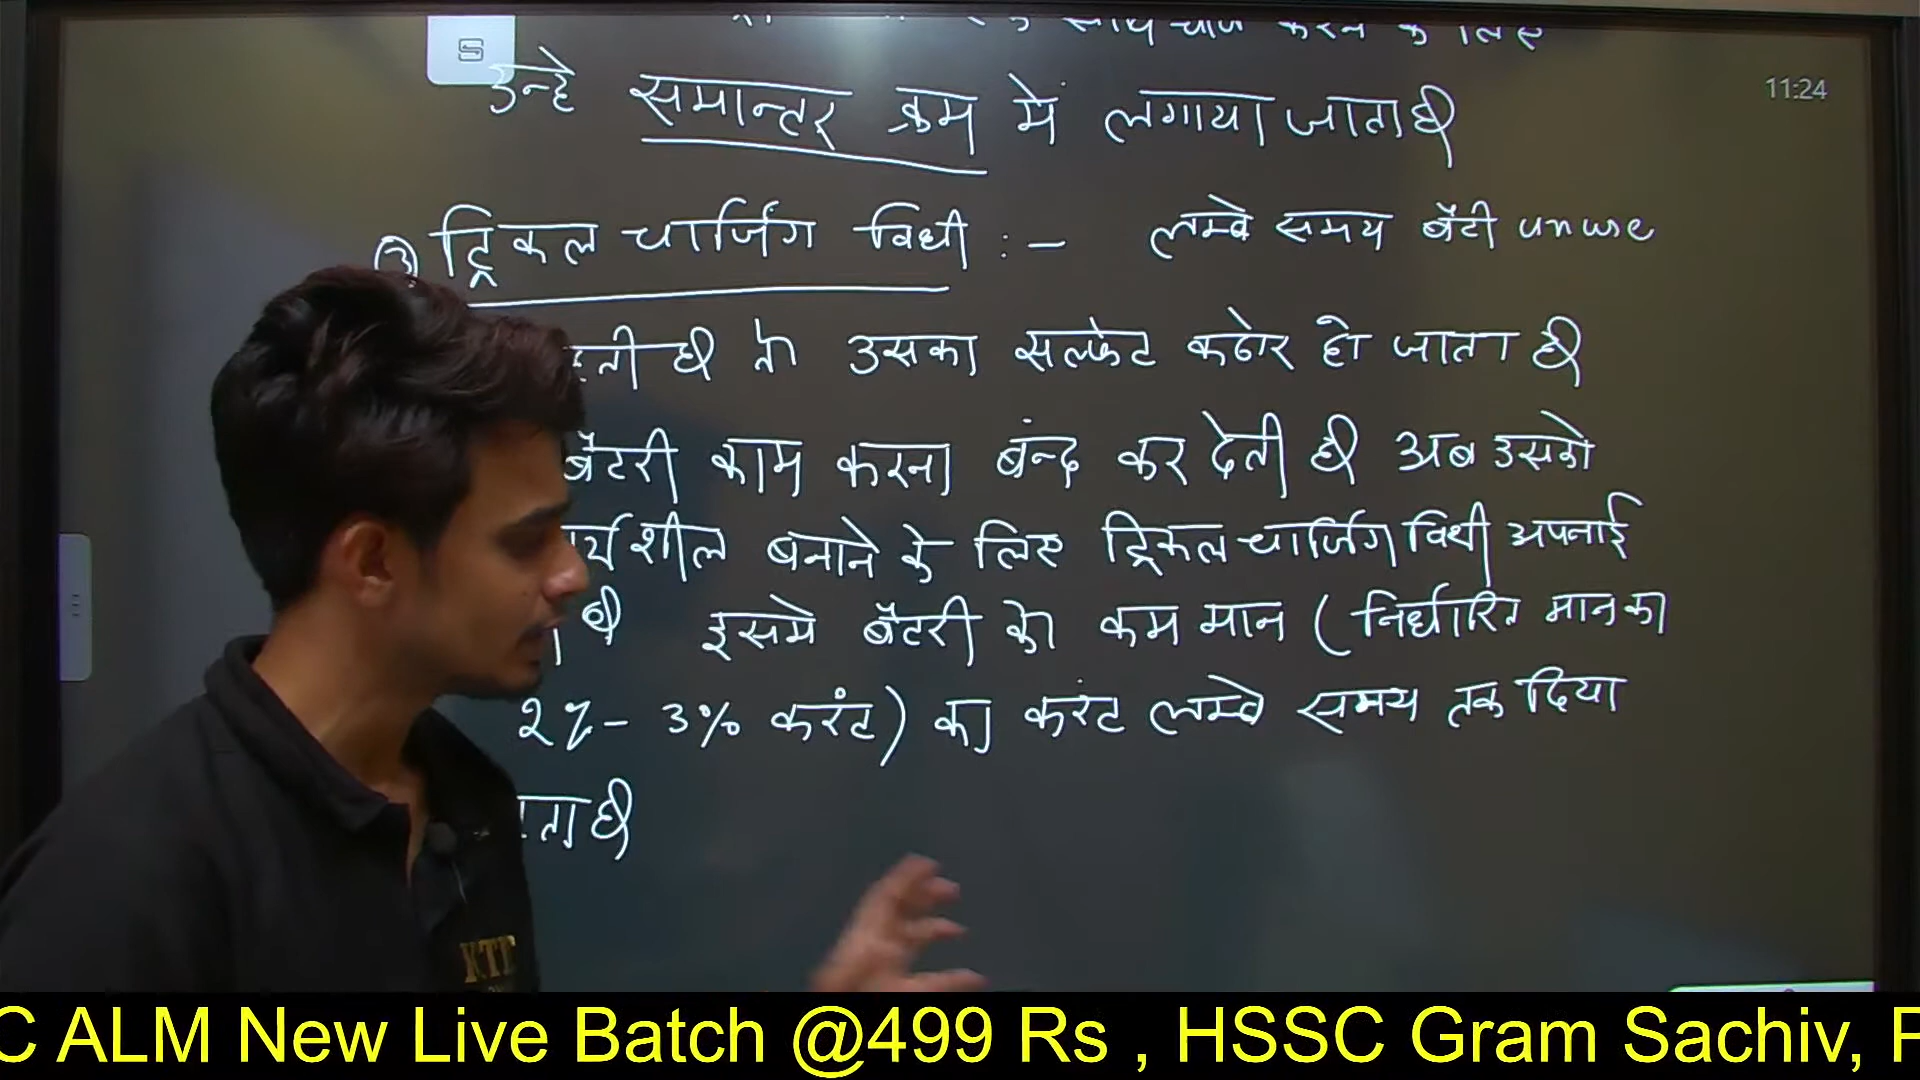 साथ चार्ज करने के लिए
उन्हे समान्तर क्रम में लगाया जाता है
11:24
③ ट्रिकल चार्जिंग विधी :- लम्बे समय बैटी unuse
है तो उसका सल्फेट कठोर हो जाता है
बैटरी काम करना बंन्द कर देती है अब उसको
र्यशील बनाने के लिए ट्रिकल चार्जिंग विधी अपनाई
है इसमे बैटरी को कम मान ( निर्धारित मान का
2%- 3% करंट) का करंट लम्बे समय तक दिया
ता है
KTD
C ALM New Live Batch @499 Rs , HSSC Gram Sachiv, P